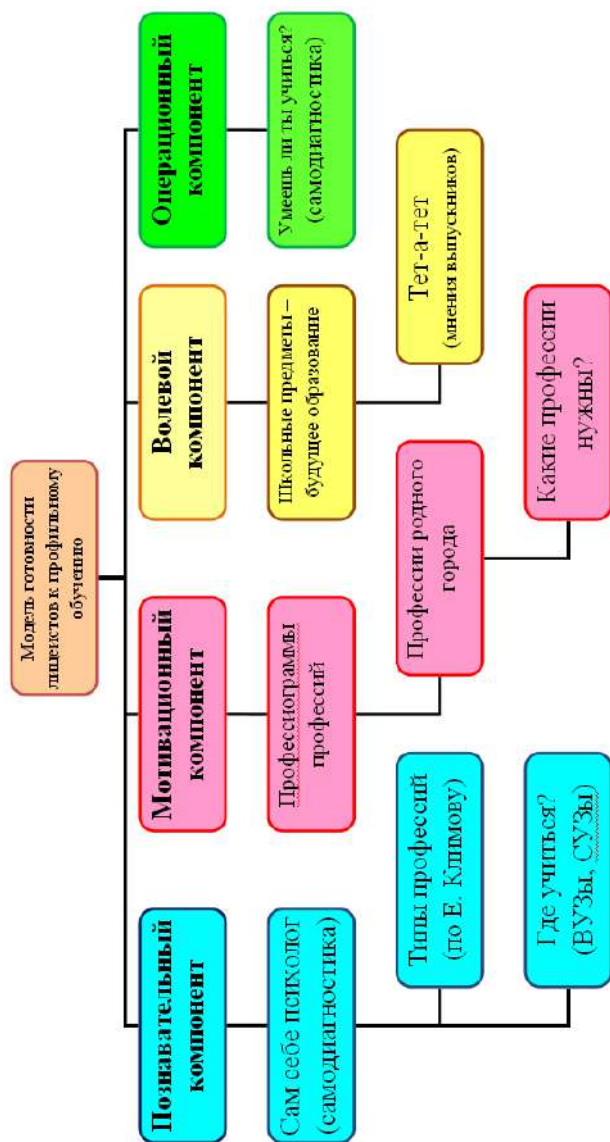 Модель готовности
лицеистов к профильному
обучению
Познавательный
компонент
Мотивационный
компонент
Волевой
компонент
Операционный
компонент
Сам себе психолог
(самодиагностика)
Профессиограммы
профессий
Школьные предметы –
будущее образование
Умеешь ли ты учиться?
(самодиагностика)
Типы профессий
(по Е. Климову)
Профессии родного
города
Тет-а-тет
(мнения выпускников)
Где учиться?
(ВУЗы, СУЗы)
Какие профессии
нужны?